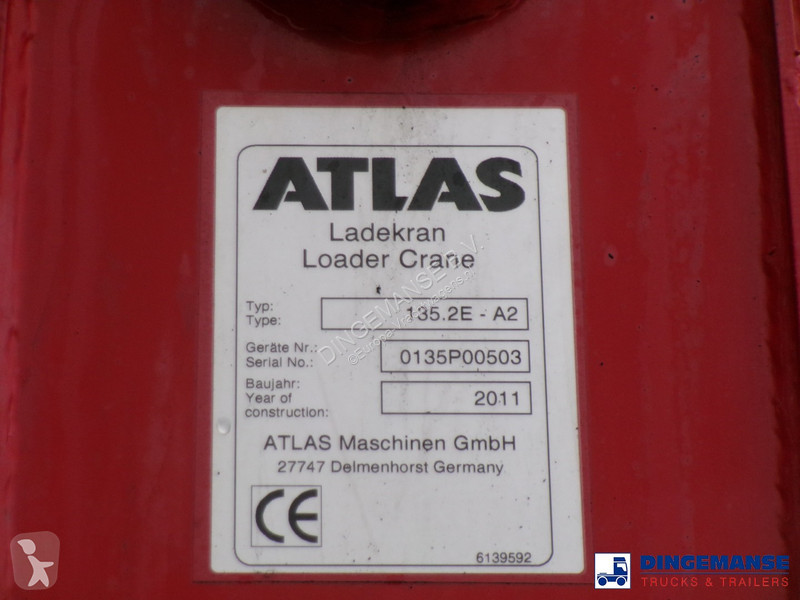 ATLAS
Ladekran
Loader Crane
Typ:
Type:
135.2E - A2
Geräte Nr.:
Serial No.:
0135P00503
Baujahr:
Year of
construction:
2011
ATLAS Maschinen GmbH
27747 Delmenhorst Germany
CE
6139592
DINGEMANSE B.V.
DINGEMANSE
TRUCKS & TRAILERS